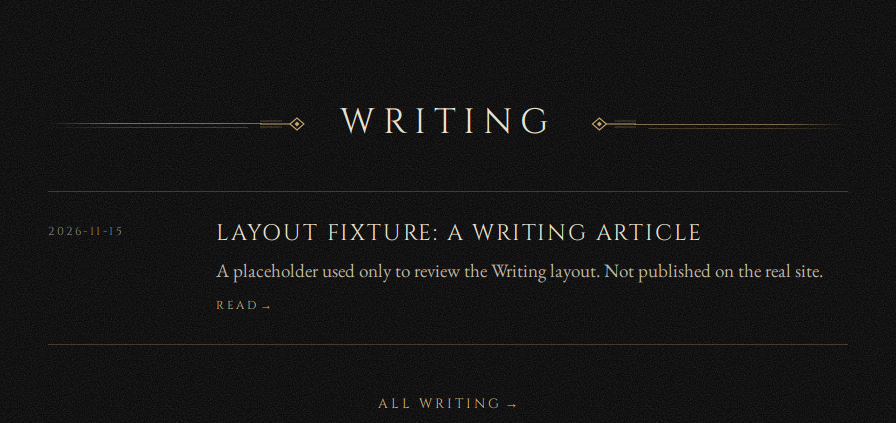 WRITING
2026-11-15
LAYOUT FIXTURE: A WRITING ARTICLE
A placeholder used only to review the Writing layout. Not published on the real site.
READ →
ALL WRITING →